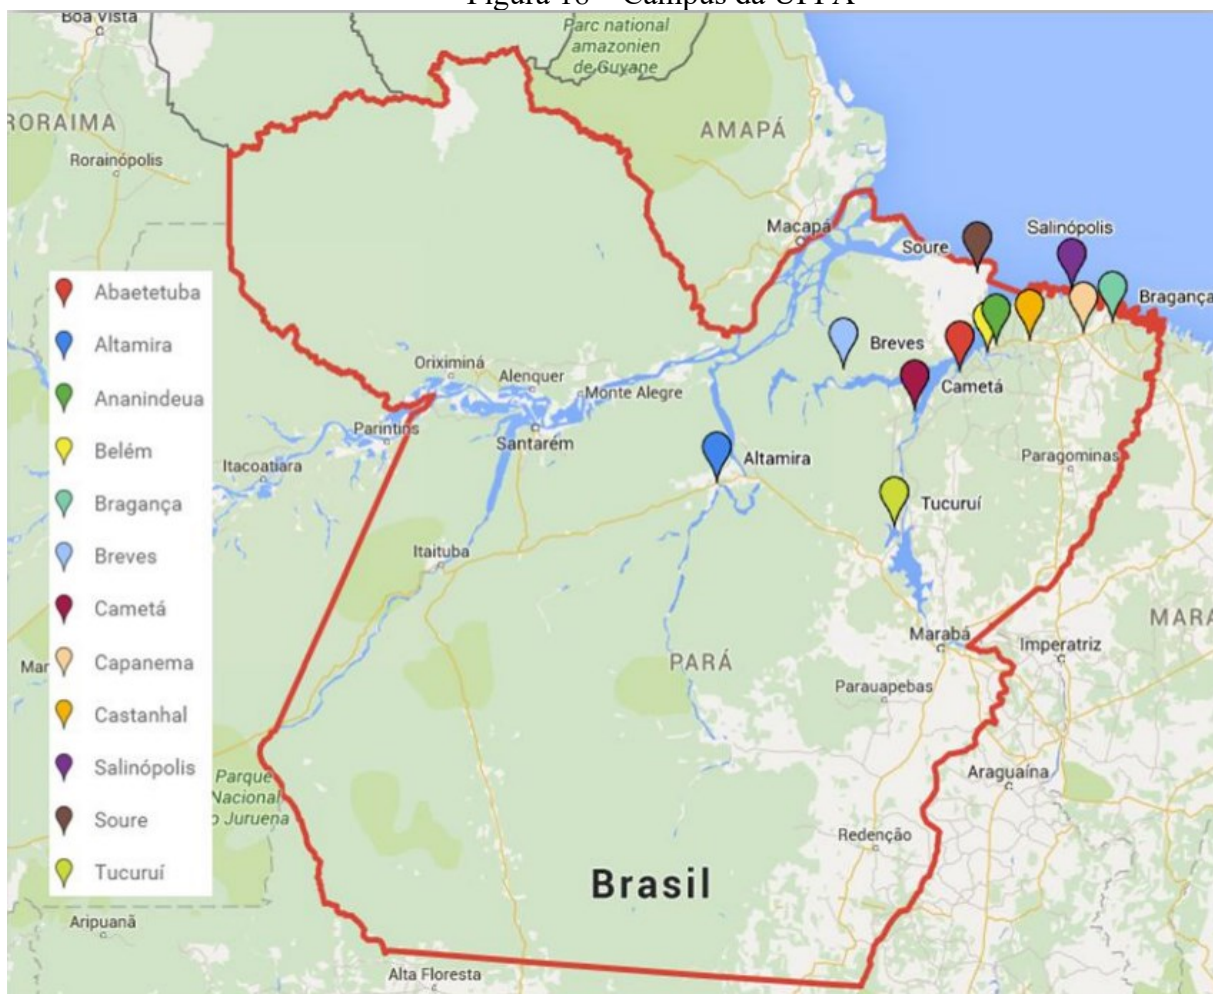 Figura 18 – Campus da UFPA
Boa Vista
Parc national
amazonien
de Guyane
RORAIMA
AMAPÁ
Rorainópolis
Macapá
Soure
Salinópolis
Bragança
Abaetetuba
Altamira
Ananindeua
Belém
Bragança
Breves
Cametá
Capanema
Castanhal
Salinópolis
Soure
Tucuruí
Breves
Oriximiná
Alenquer
Monte Alegre
Cametá
Parintins
Santarém
Itacoatiara
Altamira
Paragominas
Tucuruí
Itaituba
MARA
Marabá
Imperatriz
Mar
PARÁ
Parauapebas
Araguaína
Parque
Nacional
o Juruena
Redenção
Brasil
Aripuanã
Alta Floresta